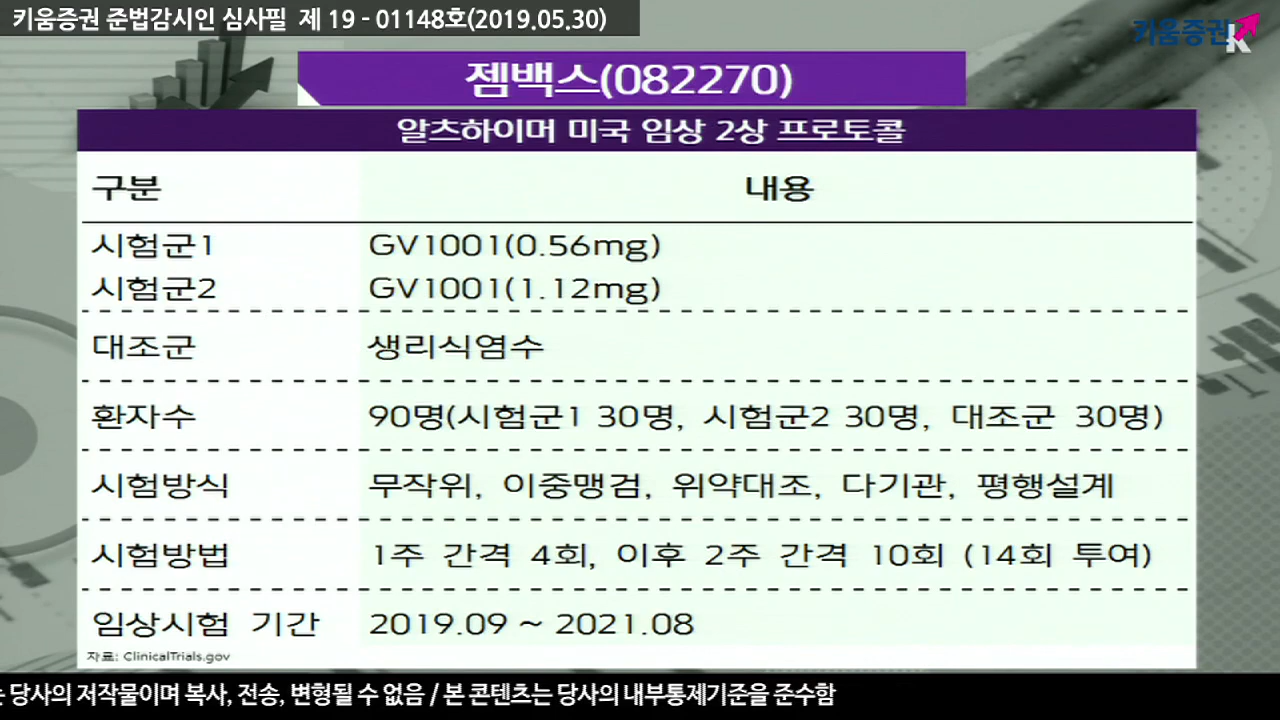 키움증권 준법감시인 심사필 제 19 - 01148호(2019.05.30)
키움증권
젬백스(082270)
알츠하이머 미국 임상 2상 프로토콜
구분 내용
시험군1 GV1001(0.56mg)
시험군2 GV1001(1.12mg)
대조군 생리식염수
환자수 90명(시험군1 30명, 시험군2 30명, 대조군 30명)
시험방식 무작위, 이중맹검, 위약대조, 다기관, 평행설계
시험방법 1주 간격 4회, 이후 2주 간격 10회 (14회 투여)
임상시험 기간 2019.09 ~ 2021.08
자료: ClinicalTrials.gov
당사의 저작물이며 복사, 전송, 변형될 수 없음 / 본 콘텐츠는 당사의 내부통제기준을 준수함